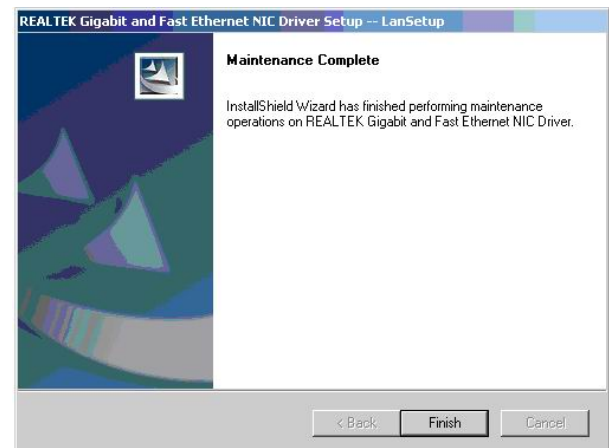 REALTEK Gigabit and Fast Ethernet NIC Driver Setup -- LanSetup
Maintenance Complete
InstallShield Wizard has finished performing maintenance
operations on REALTEK Gigabit and Fast Ethernet NIC Driver.
< Back
Finish
Cancel